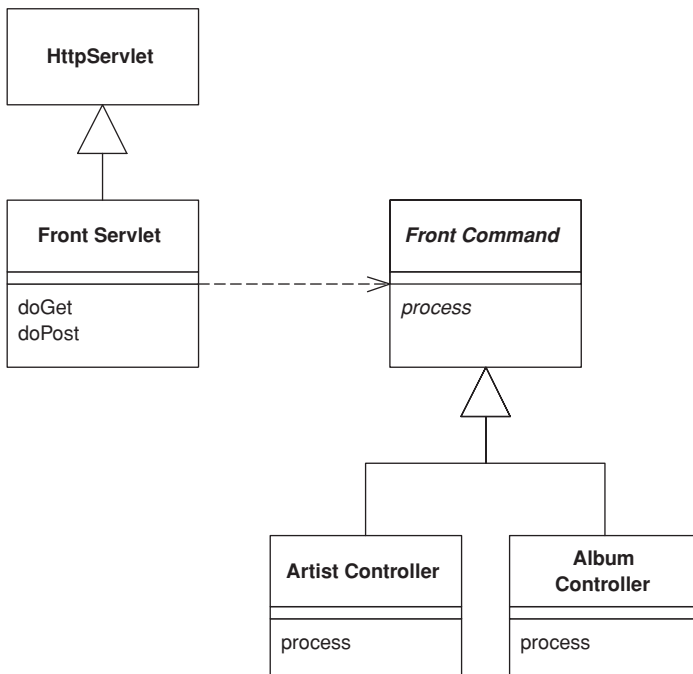 HttpServlet
Front Servlet
doGet
doPost
Front Command
process
Artist Controller
process
Album
Controller
process